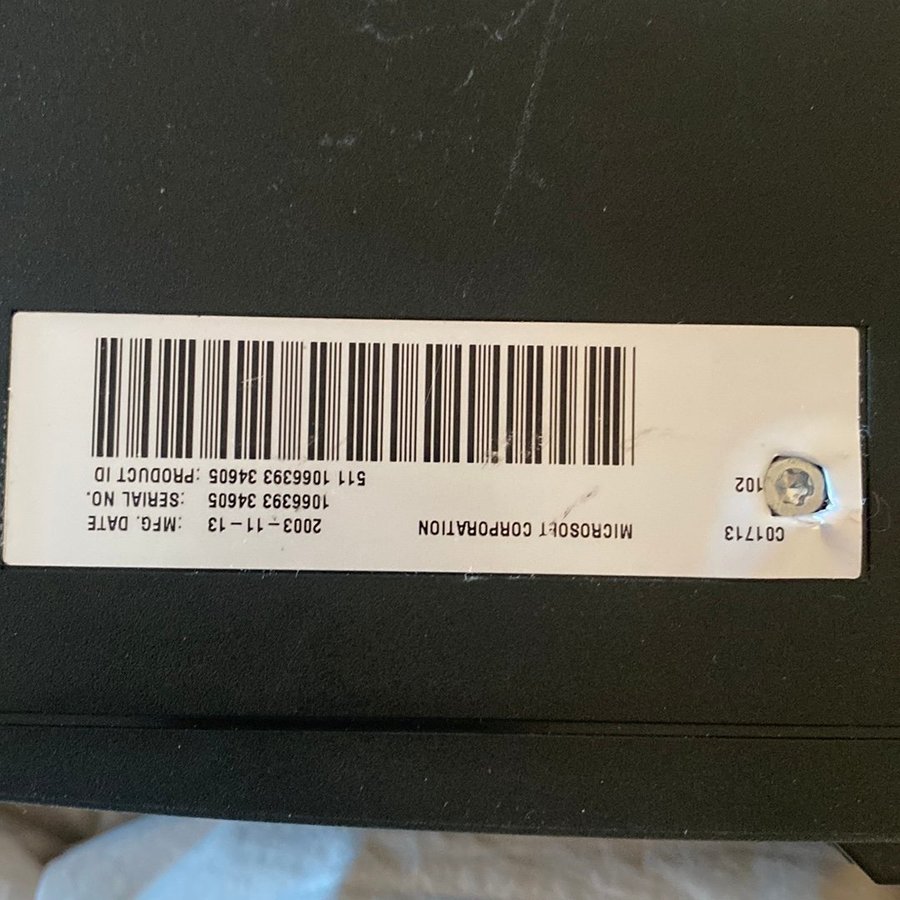 C01713 MICROSOFT CORPORATION 2003-11-13 :MFG. DATE
102 1066393 34605 :SERIAL NO.
511 1066393 34605 :PRODUCT ID